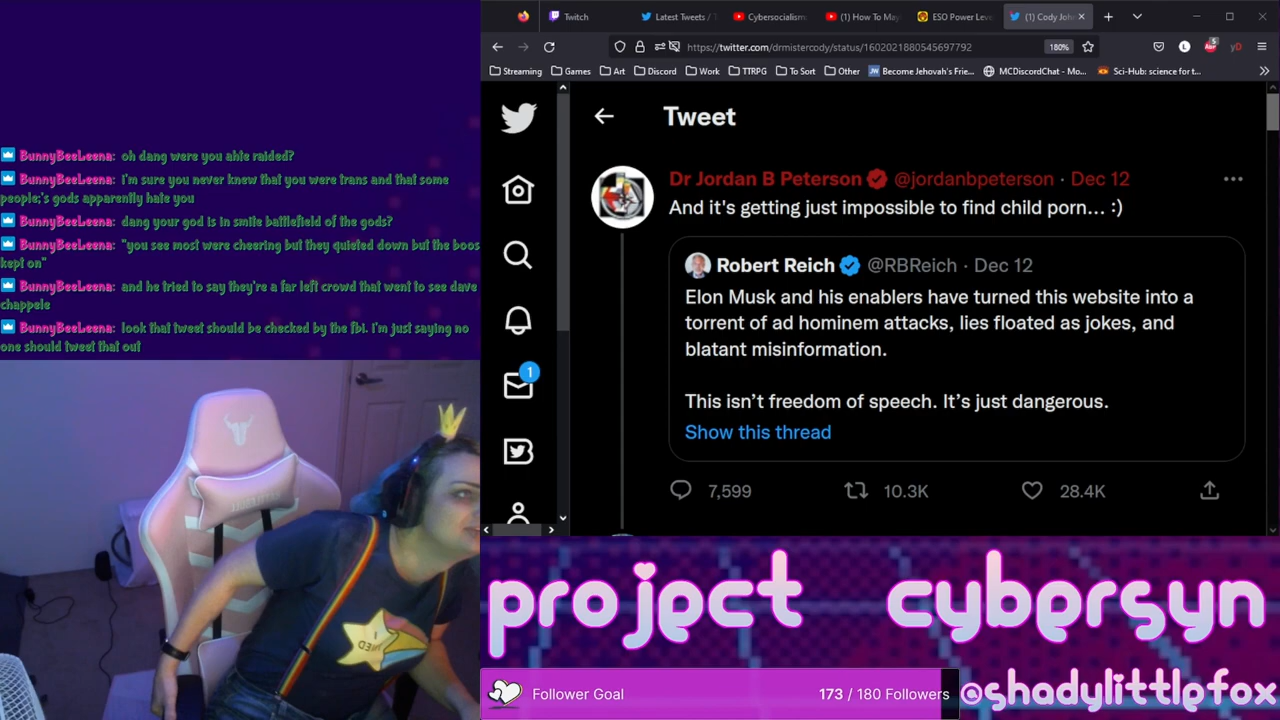 Twitch
Latest Tweets / T
Cybersocialism
(1) How To May
ESO Power Leve
(1) Cody John
https://twitter.com/drmistercody/status/1602021880545697792
180%
Streaming
Games
Art
Discord
Work
TTRPG
To Sort
Other
Become Jehovah's Frie...
MCDiscordChat - Mo...
Sci-Hub: science for t...
BunnyBeeLeena: oh dang were you ahie raided?
BunnyBeeLeena: i'm sure you never knew that you were trans and that some
people;'s gods apparently hate you
BunnyBeeLeena: dang your god is in smite battlefield of the gods?
BunnyBeeLeena: "you see most were cheering but they quieted down but the boos
kept on"
BunnyBeeLeena: and he tried to say they're a far left crowd that went to see dave
chappele
BunnyBeeLeena: look that tweet should be checked by the fbi. i'm just saying no
one should tweet that out
1
Tweet
Dr Jordan B Peterson @jordanbpeterson · Dec 12
And it's getting just impossible to find child porn... :)
Robert Reich @RBReich · Dec 12
Elon Musk and his enablers have turned this website into a
torrent of ad hominem attacks, lies floated as jokes, and
blatant misinformation.
This isn't freedom of speech. It's just dangerous.
Show this thread
7,599
10.3K
28.4K
project cybersyn
Follower Goal
173 / 180 Followers
@shadylittlefox